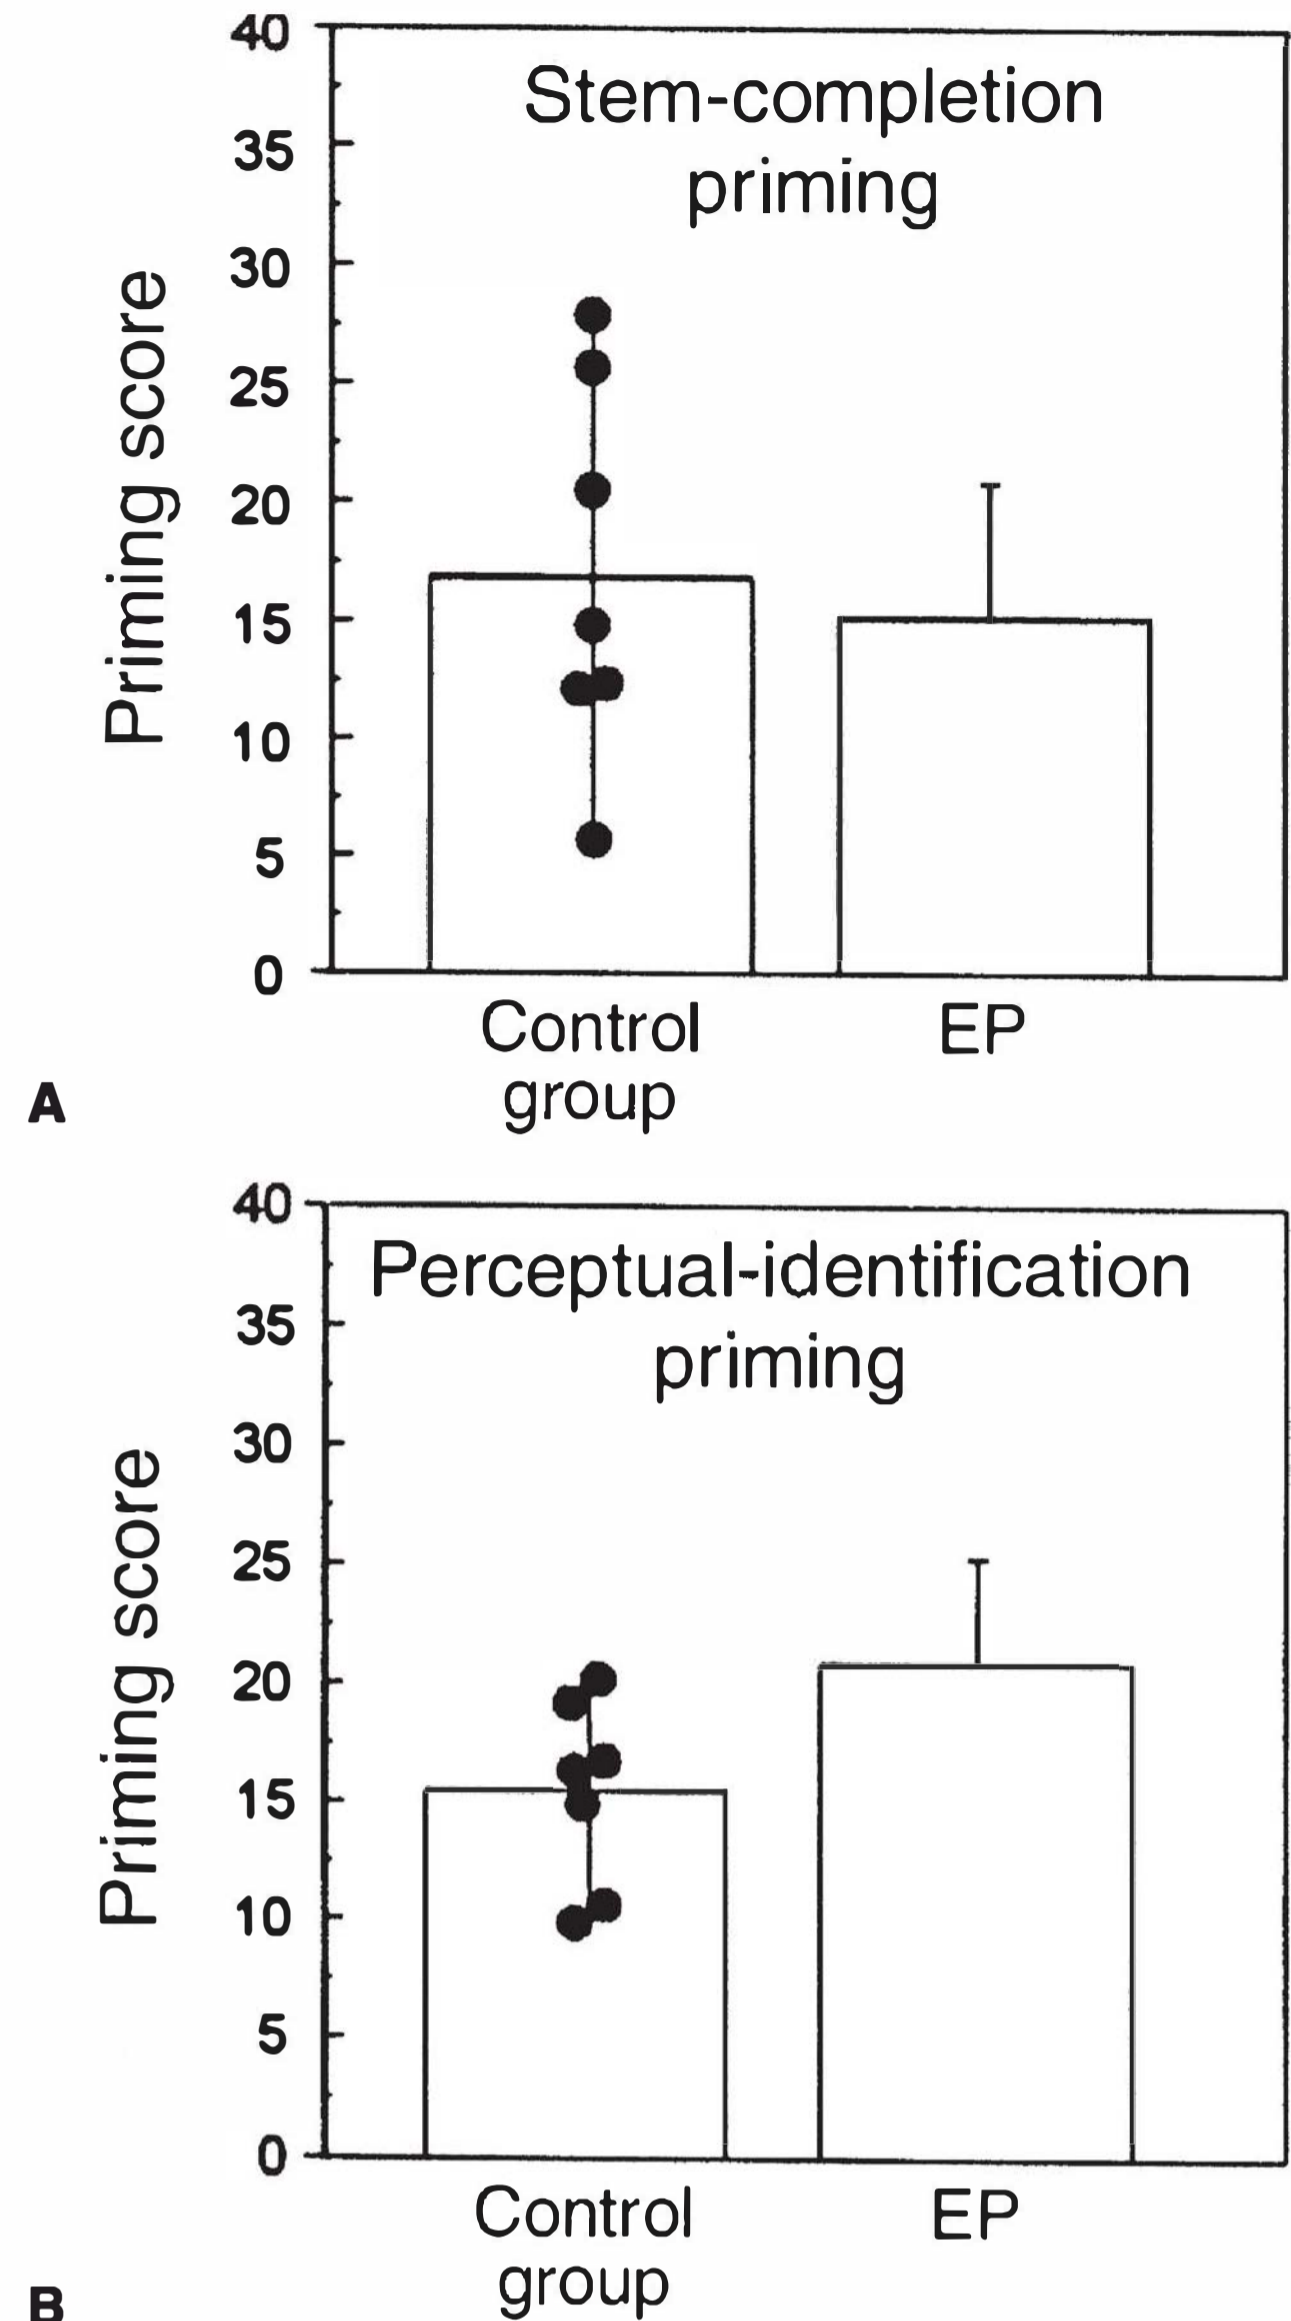 40
Stem-completion
priming
35
30
25
20
15
10
5
0
Priming score
Control
group
EP
A
40
Perceptual-identification
priming
35
30
25
20
15
10
5
0
Priming score
Control
group
EP
B